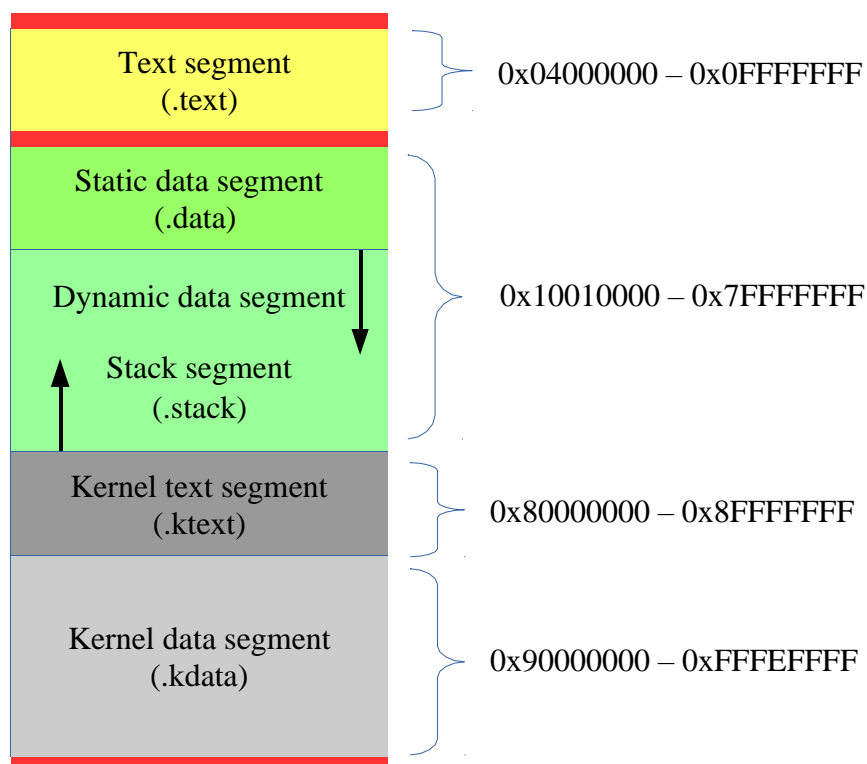 Text segment
(.text)
0x04000000 – 0x0FFFFFFF
Static data segment
(.data)
Dynamic data segment
0x10010000 – 0x7FFFFFFF
Stack segment
(.stack)
Kernel text segment
(.ktext)
0x80000000 – 0x8FFFFFFF
Kernel data segment
(.kdata)
0x90000000 – 0xFFFEFFFF